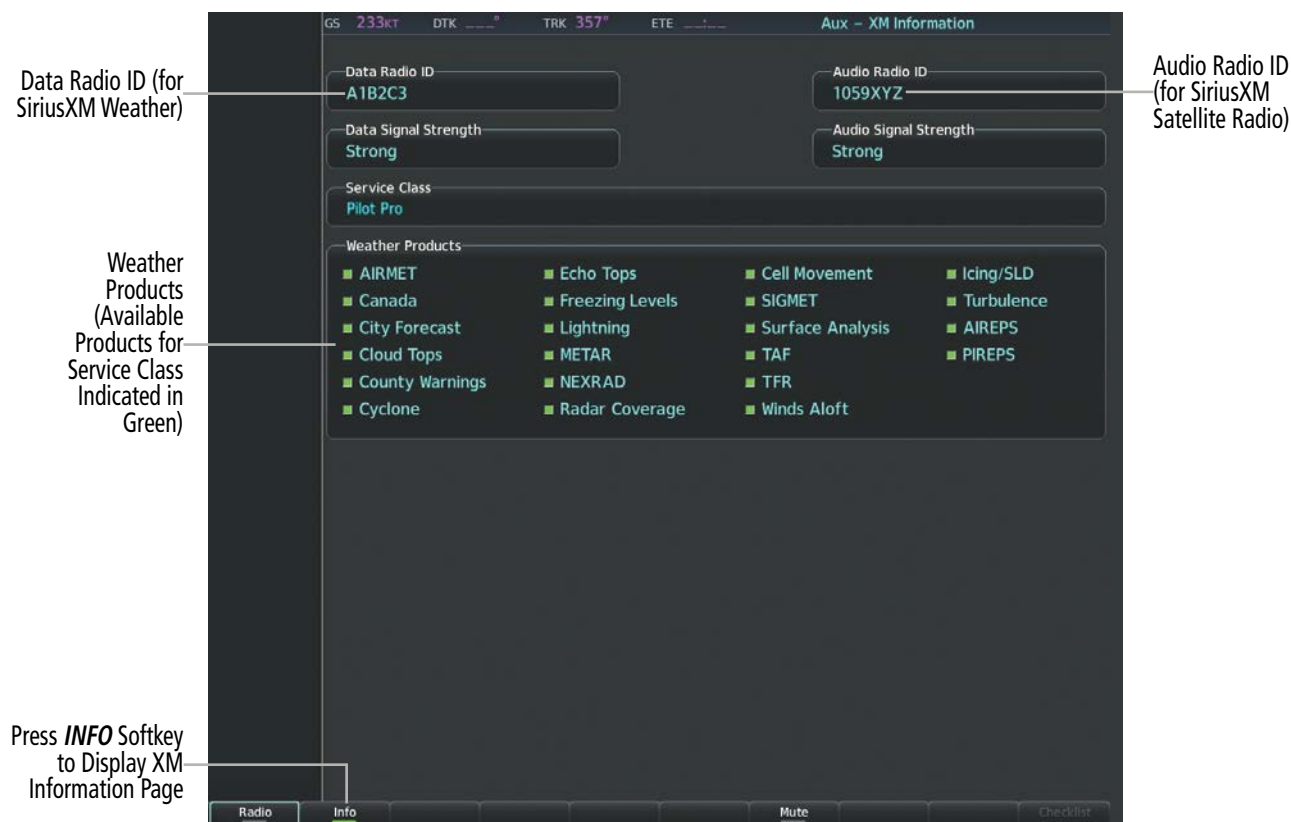 GS 233KT DTK ___° TRK 357° ETE __:__ Aux – XM Information
Data Radio ID (for
SiriusXM Weather)
Data Radio ID
A1B2C3
Audio Radio ID
1059XYZ
Audio Radio ID
(for SiriusXM
Satellite Radio)
Data Signal Strength
Strong
Audio Signal Strength
Strong
Service Class
Pilot Pro
Weather
Products
(Available
Products for
Service Class
Indicated in
Green)
Weather Products
AIRMET Echo Tops Cell Movement Icing/SLD
Canada Freezing Levels SIGMET Turbulence
City Forecast Lightning Surface Analysis AIREPS
Cloud Tops METAR TAF PIREPS
County Warnings NEXRAD TFR
Cyclone Radar Coverage Winds Aloft
Press INFO Softkey
to Display XM
Information Page
Radio Info Mute Checklist